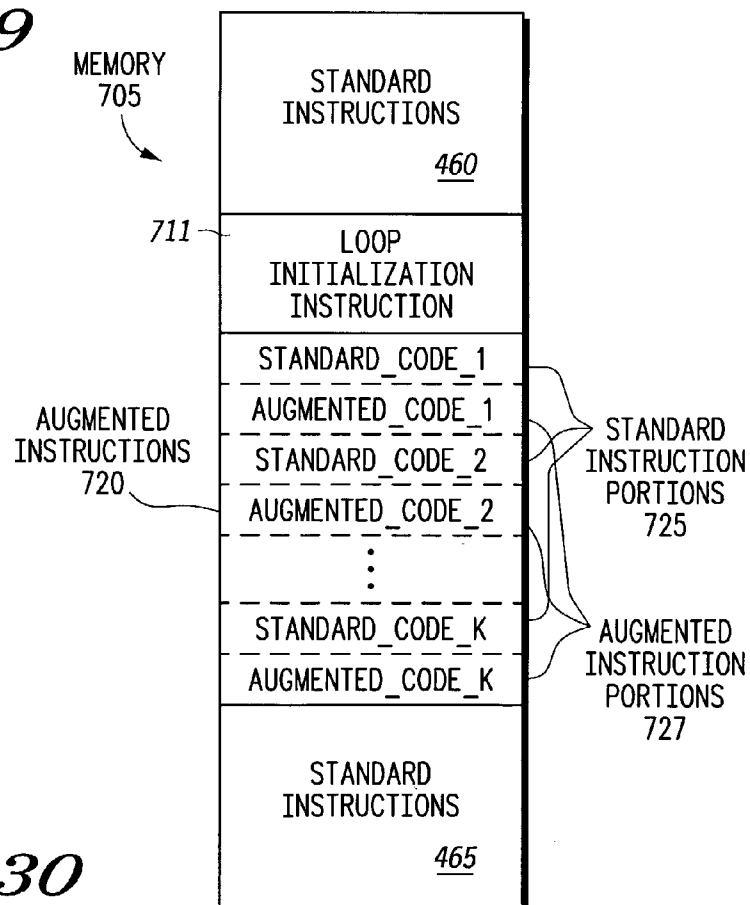 9
MEMORY
705
STANDARD
INSTRUCTIONS
460
711
LOOP
INITIALIZATION
INSTRUCTION
STANDARD_CODE_1
AUGMENTED_CODE_1
STANDARD_CODE_2
AUGMENTED_CODE_2
STANDARD_CODE_K
AUGMENTED_CODE_K
AUGMENTED
INSTRUCTIONS
720
STANDARD
INSTRUCTION
PORTIONS
725
AUGMENTED
INSTRUCTION
PORTIONS
727
STANDARD
INSTRUCTIONS
465
30